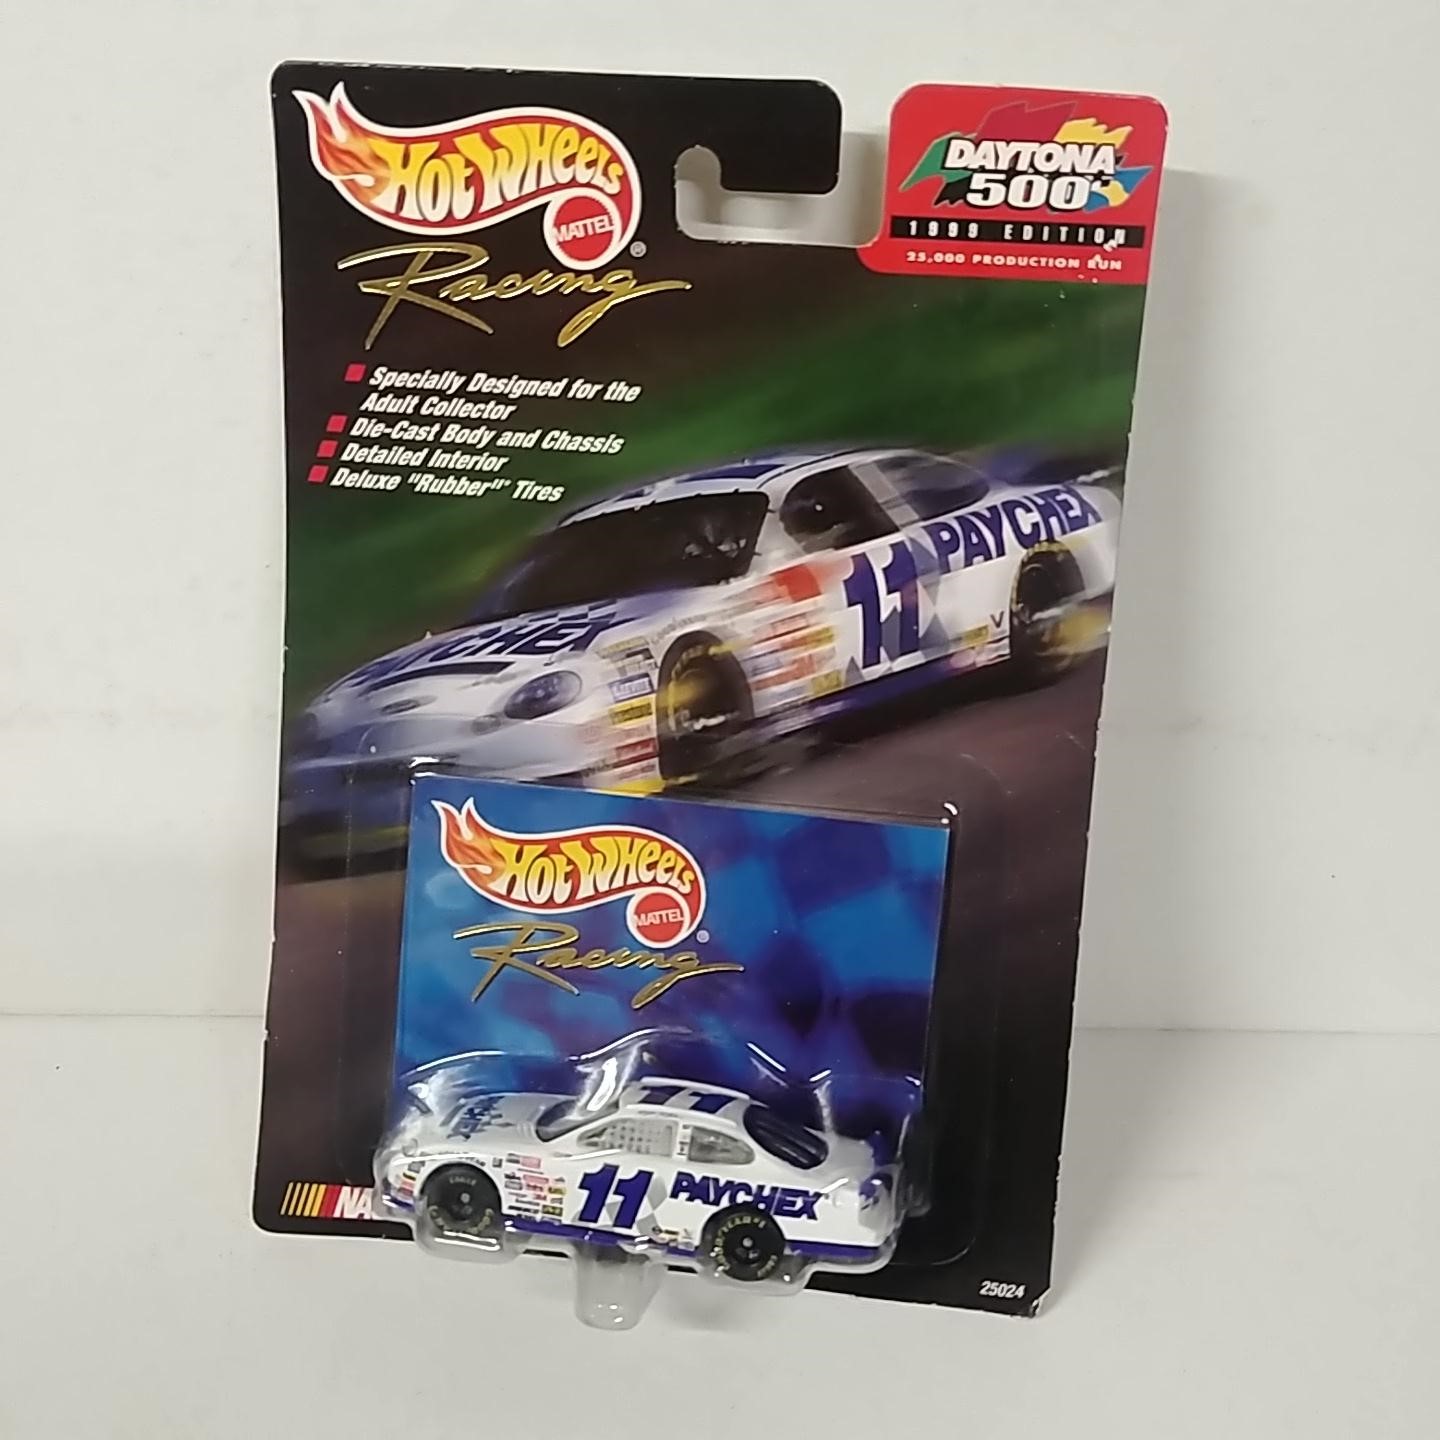 HOT WHEELS
MATTEL
®
Racing
DAYTONA
500
1999 EDITION
25,000 PRODUCTION RUN
Specially Designed for the
Adult Collector
Die-Cast Body and Chassis
Detailed Interior
Deluxe "Rubber" Tires
PAYCHEX
11
HOT WHEELS
MATTEL
®
Racing
11
11
PAYCHEX
NA
25024